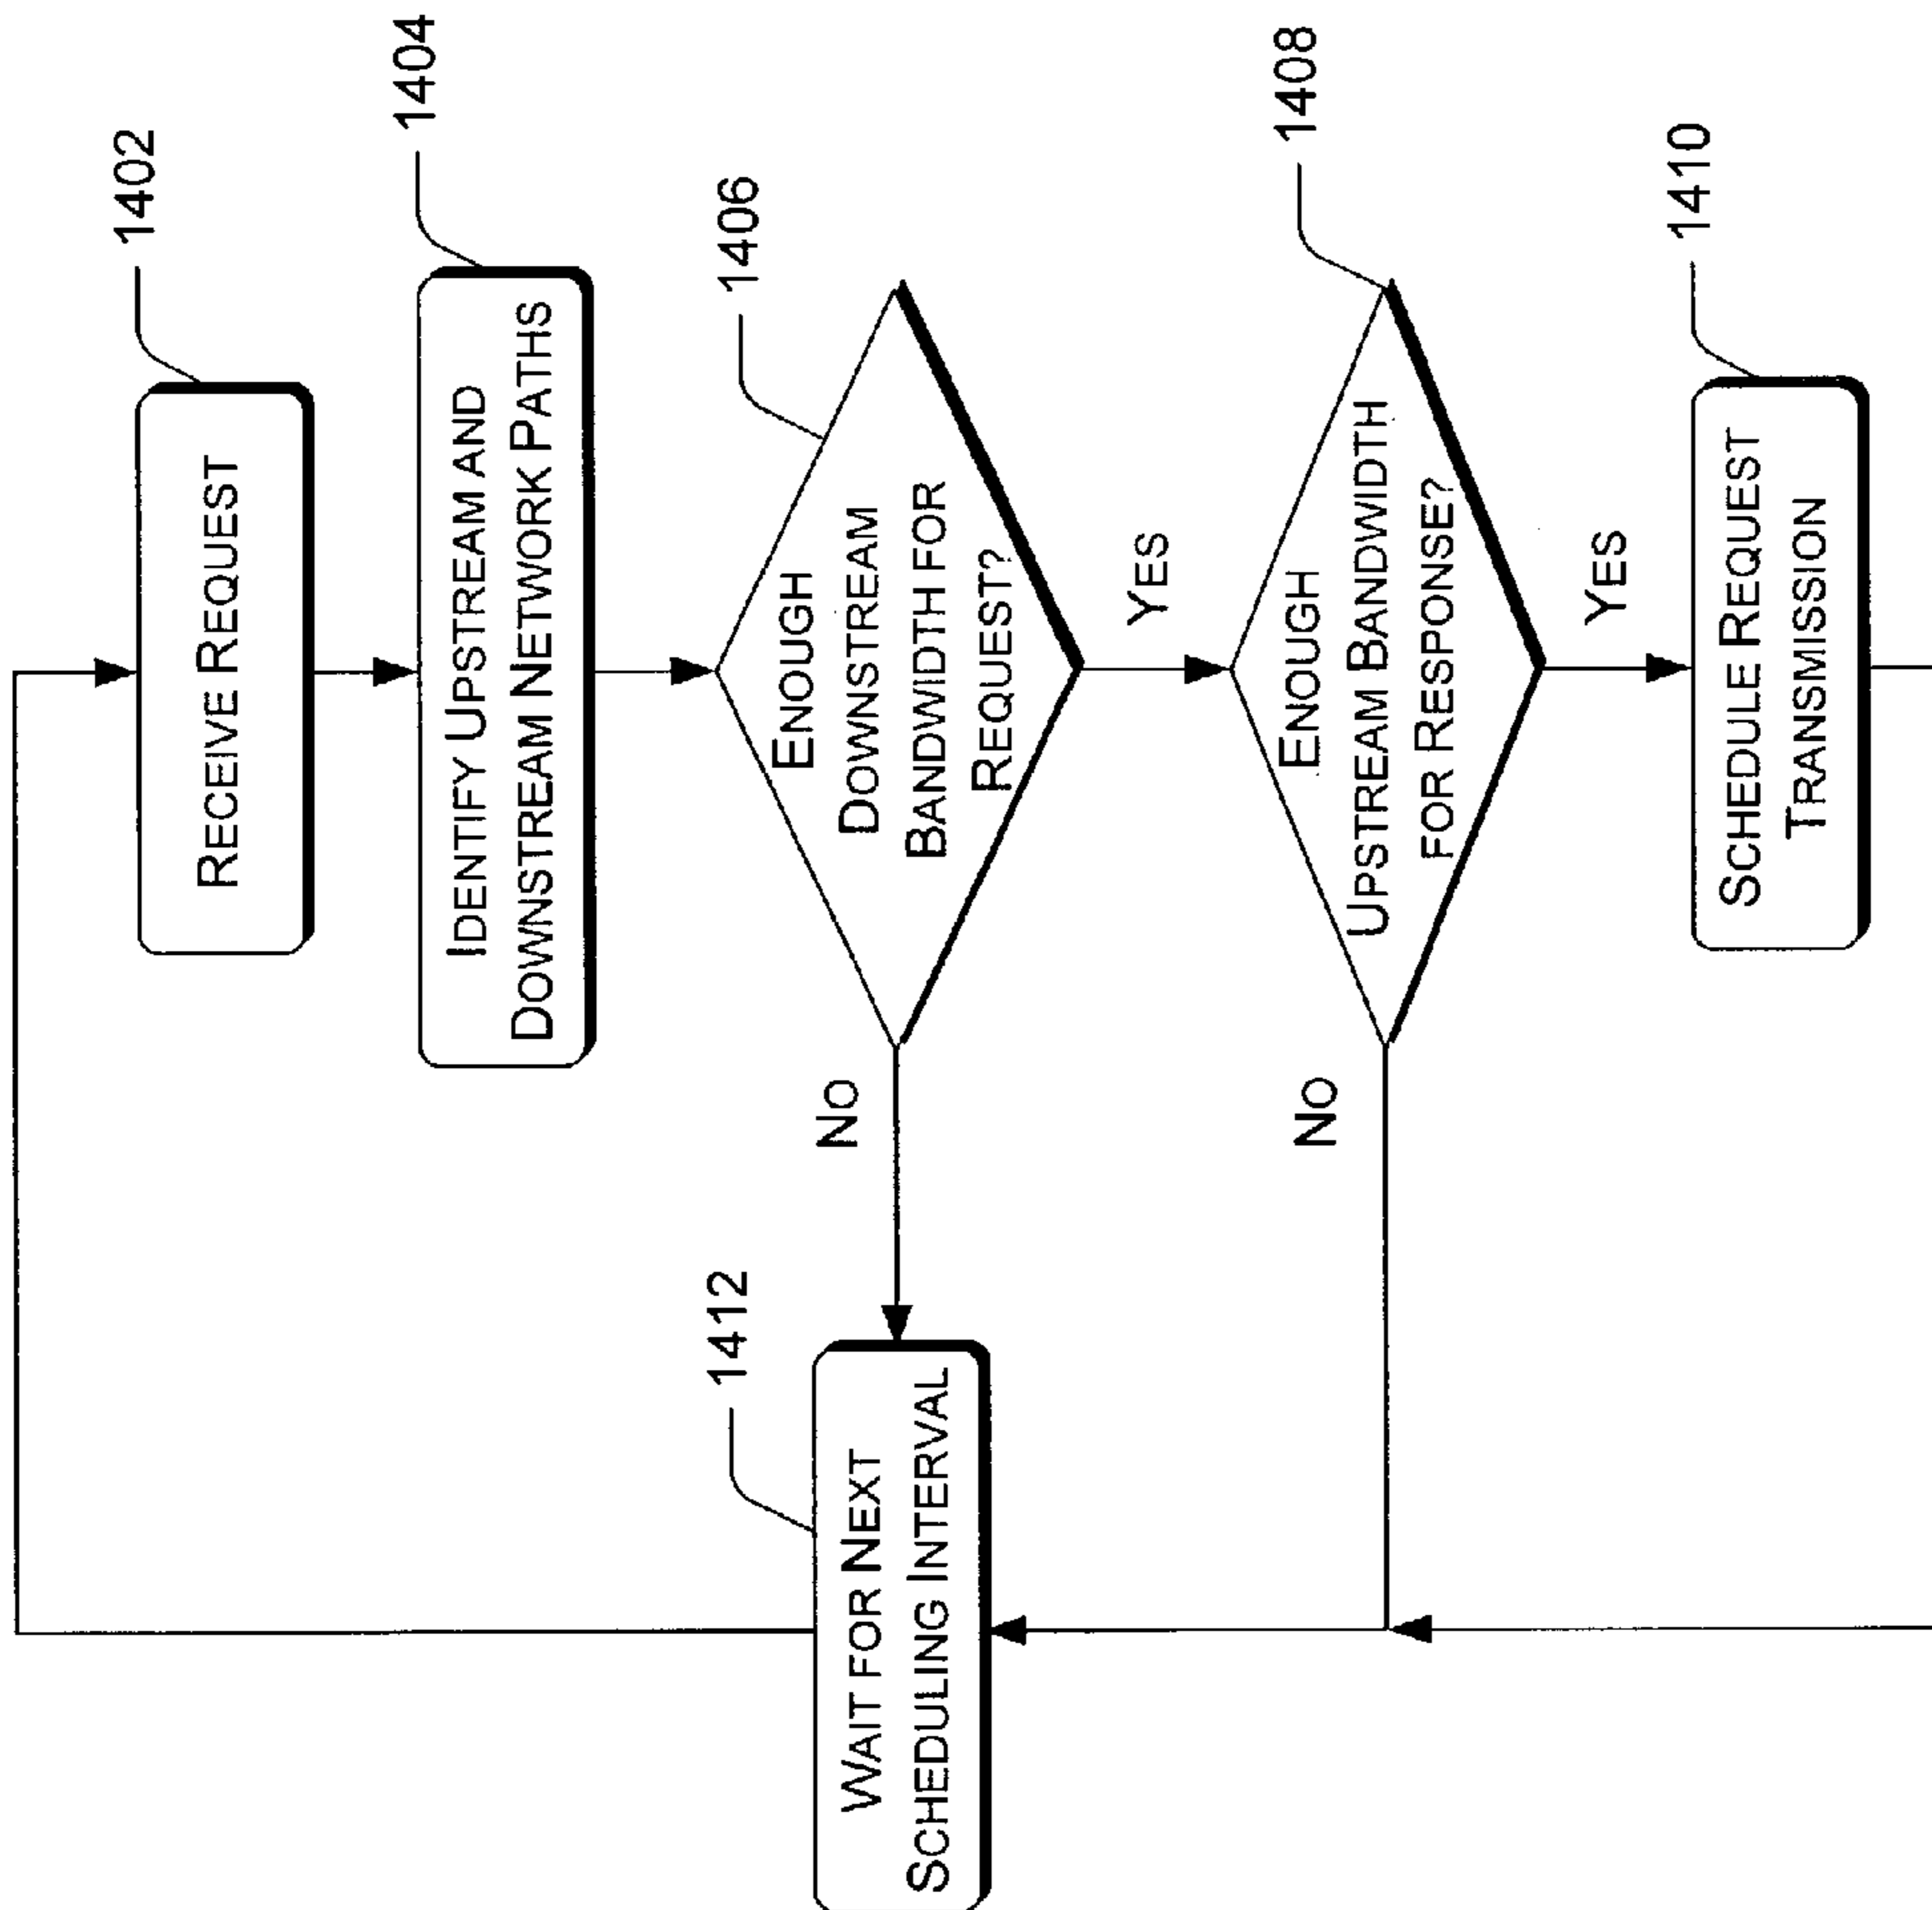 1402
RECEIVE REQUEST
1404
IDENTIFY UPSTREAM AND
DOWNSTREAM NETWORK PATHS
1406
ENOUGH
DOWNSTREAM
BANDWIDTH FOR
REQUEST?
NO
YES
1412
WAIT FOR NEXT
SCHEDULING INTERVAL
1408
ENOUGH
UPSTREAM BANDWIDTH
FOR RESPONSE?
NO
YES
1410
SCHEDULE REQUEST
TRANSMISSION